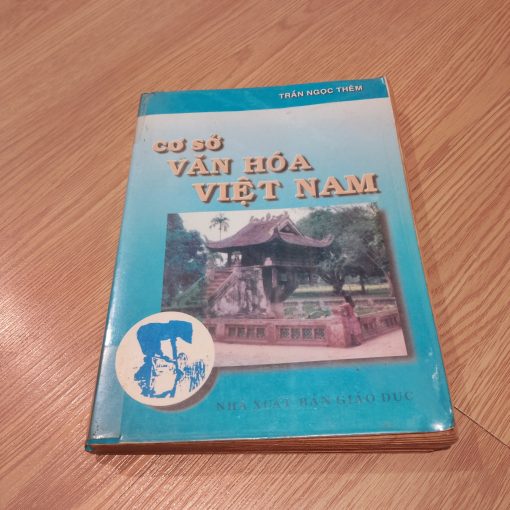 TRẦN NGỌC THÊM
CƠ SỞ
VĂN HÓA
VIỆT NAM
NHÀ XUẤT BẢN GIÁO DỤC